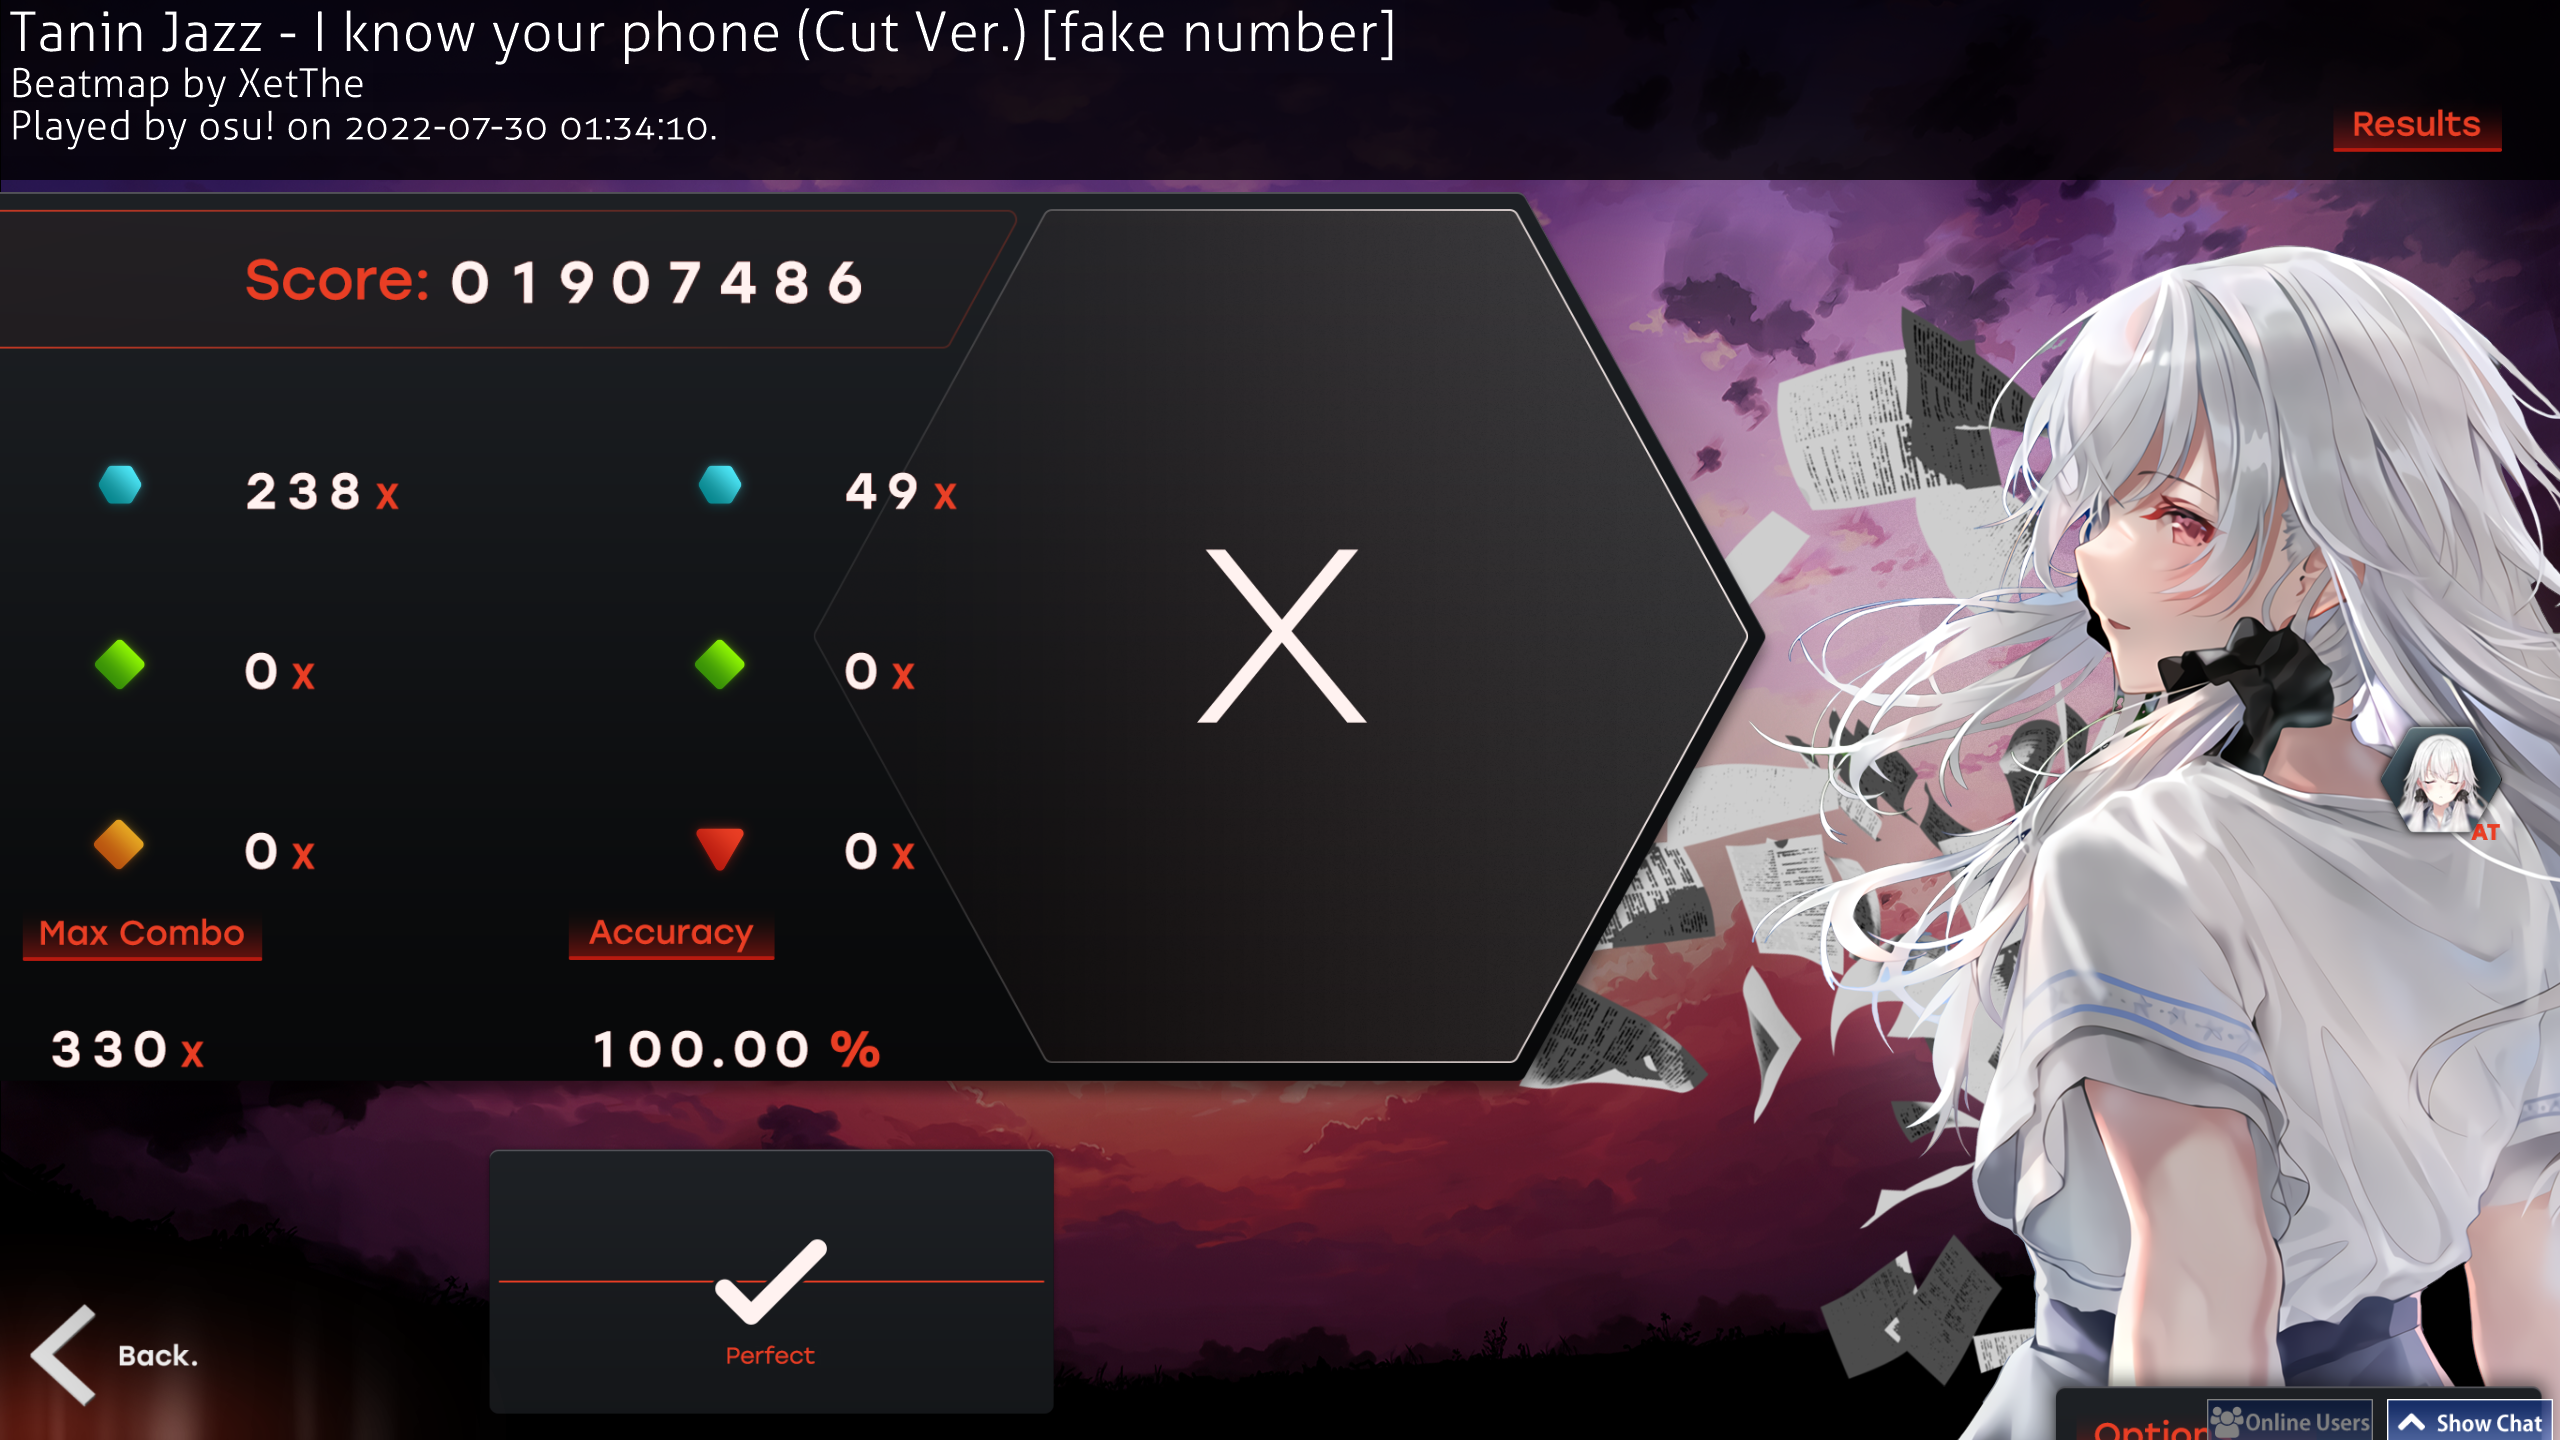 Tanin Jazz - I know your phone (Cut Ver.) [fake number]
Beatmap by XetThe
Played by osu! on 2022-07-30 01:34:10.
Results
Score: 01907486
238x
49x
0x
0x
0x
0x
X
AT
Max Combo
Accuracy
330x
100.00%
Perfect
Back.
Online Users
Show Chat